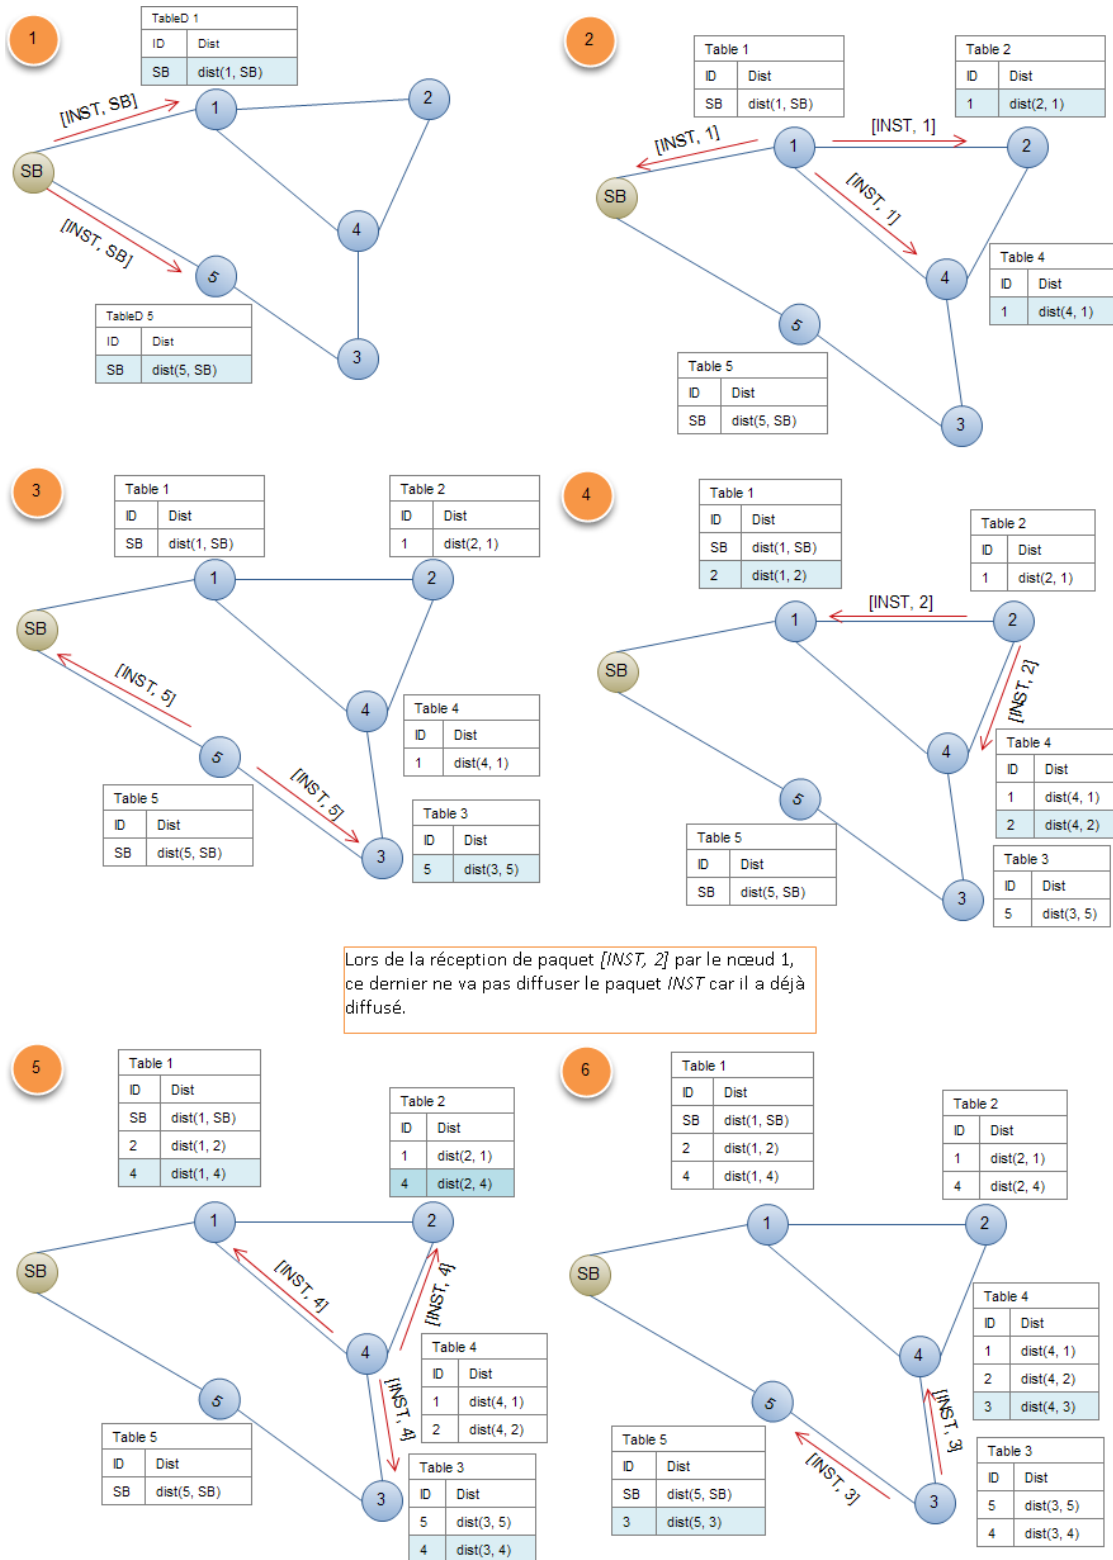 1
TableD 1
ID Dist
SB dist(1, SB)
[INST, SB]
1
2
SB
4
[INST, SB]
5
TableD 5
ID Dist
SB dist(5, SB)
3
2
Table 1
ID Dist
SB dist(1, SB)
Table 2
ID Dist
1 dist(2, 1)
[INST, 1]
[INST, 1]
1
2
[INST, 1]
SB
4
Table 4
ID Dist
1 dist(4, 1)
5
Table 5
ID Dist
SB dist(5, SB)
3
3
Table 1
ID Dist
SB dist(1, SB)
Table 2
ID Dist
1 dist(2, 1)
1
2
SB
[INST, 5]
4
Table 4
ID Dist
1 dist(4, 1)
5
[INST, 5]
Table 5
ID Dist
SB dist(5, SB)
3
Table 3
ID Dist
5 dist(3, 5)
4
Table 1
ID Dist
SB dist(1, SB)
2 dist(1, 2)
Table 2
ID Dist
1 dist(2, 1)
[INST, 2]
1
2
[INST, 2]
SB
4
Table 4
ID Dist
1 dist(4, 1)
2 dist(4, 2)
5
Table 5
ID Dist
SB dist(5, SB)
Table 3
ID Dist
5 dist(3, 5)
3
Lors de la réception de paquet [INST, 2] par le nœud 1,
ce dernier ne va pas diffuser le paquet INST car il a déjà
diffusé.
5
Table 1
ID Dist
SB dist(1, SB)
2 dist(1, 2)
4 dist(1, 4)
Table 2
ID Dist
1 dist(2, 1)
4 dist(2, 4)
1
2
SB
[INST, 4]
[INST, 4]
4
Table 4
ID Dist
1 dist(4, 1)
2 dist(4, 2)
[INST, 4]
5
Table 5
ID Dist
SB dist(5, SB)
3
Table 3
ID Dist
5 dist(3, 5)
4 dist(3, 4)
6
Table 1
ID Dist
SB dist(1, SB)
2 dist(1, 2)
4 dist(1, 4)
Table 2
ID Dist
1 dist(2, 1)
4 dist(2, 4)
1
2
SB
4
Table 4
ID Dist
1 dist(4, 1)
2 dist(4, 2)
3 dist(4, 3)
5
[INST, 3]
[INST, 3]
Table 5
ID Dist
SB dist(5, SB)
3 dist(5, 3)
3
Table 3
ID Dist
5 dist(3, 5)
4 dist(3, 4)